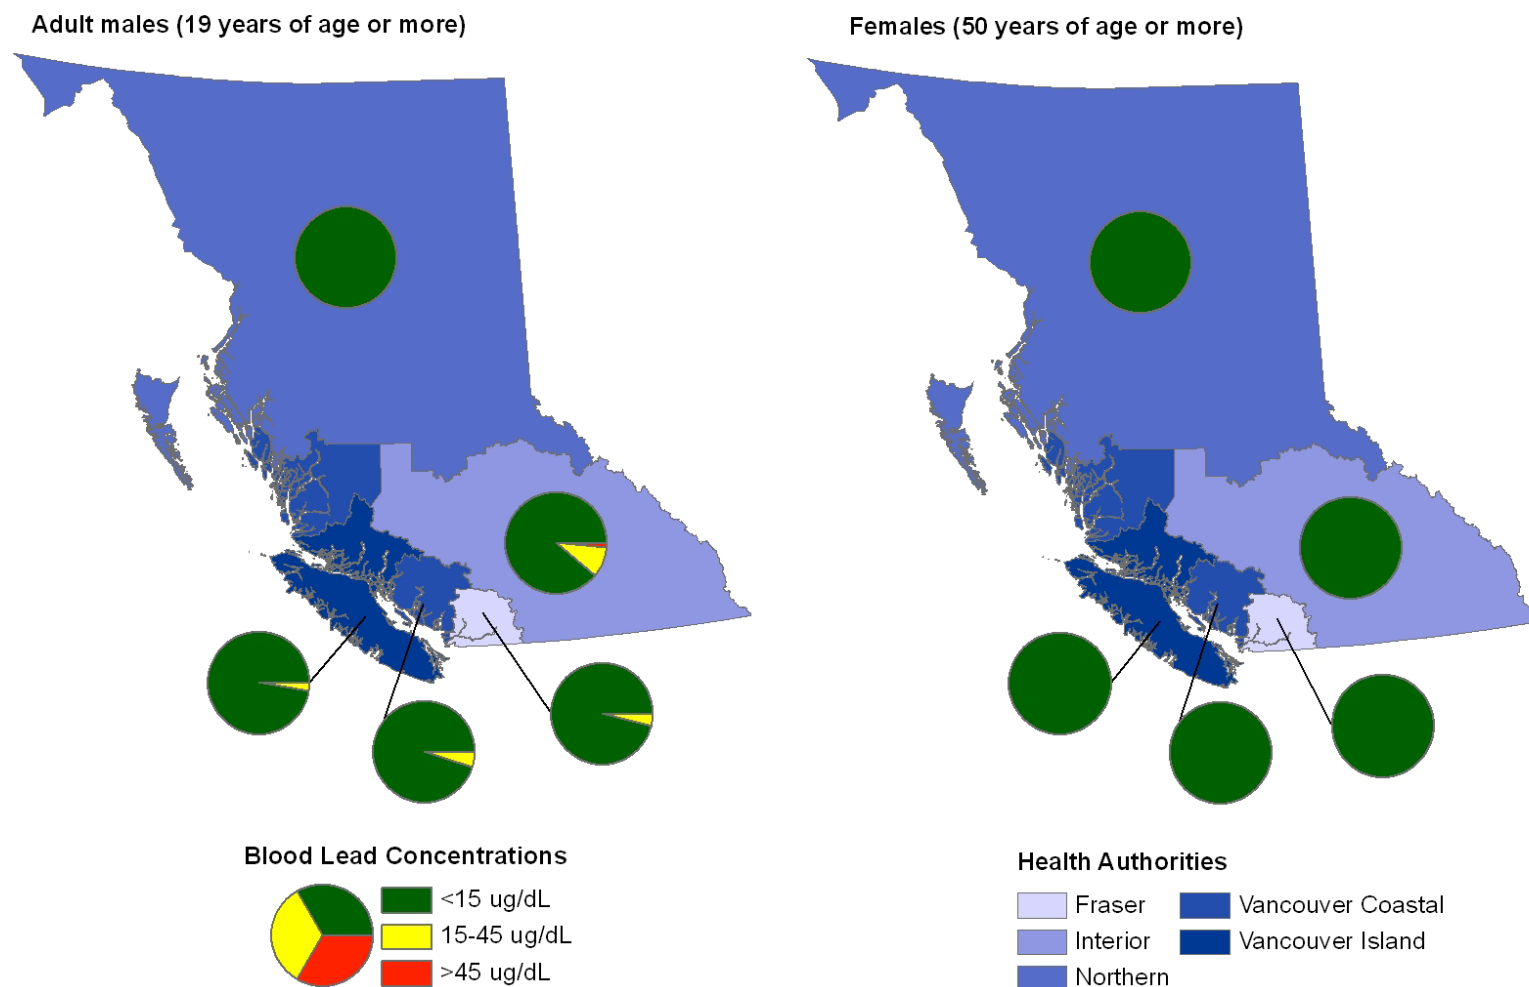 Adult males (19 years of age or more)
Females (50 years of age or more)
Blood Lead Concentrations
<15 ug/dL
15-45 ug/dL
>45 ug/dL
Health Authorities
Fraser
Interior
Northern
Vancouver Coastal
Vancouver Island